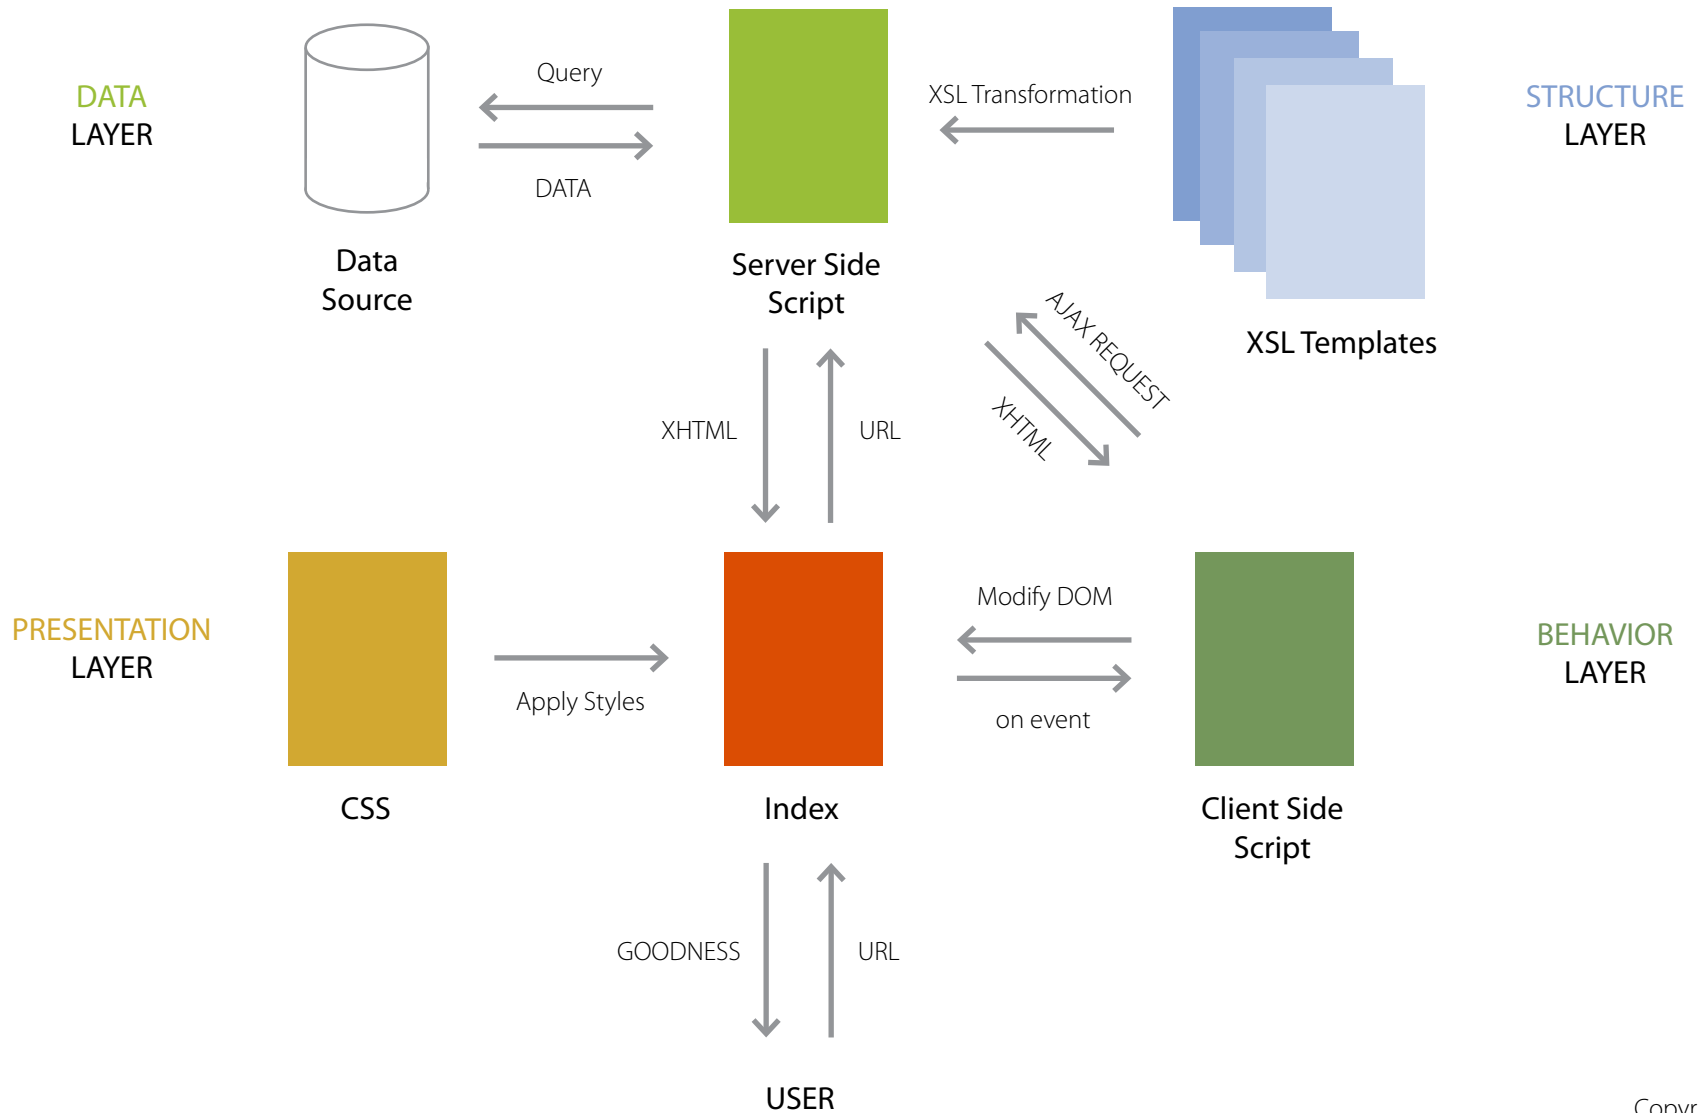 DATA
LAYER
Query
DATA
Data
Source
Server Side
Script
XSL Transformation
STRUCTURE
LAYER
XSL Templates
AJAX REQUEST
XHTML
XHTML
URL
PRESENTATION
LAYER
Apply Styles
CSS
Index
Modify DOM
on event
Client Side
Script
BEHAVIOR
LAYER
GOODNESS
URL
USER